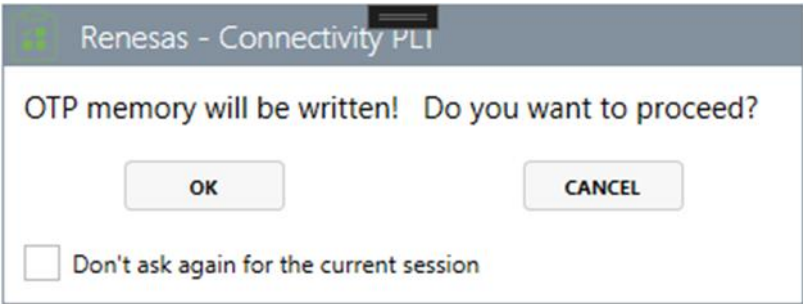 Renesas - Connectivity PLT
OTP memory will be written! Do you want to proceed?
OK
CANCEL
Don't ask again for the current session